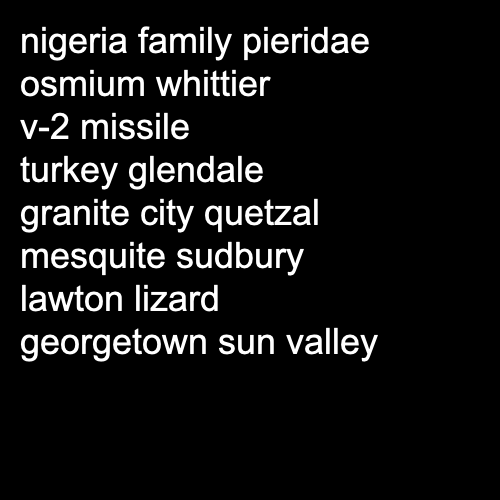 nigeria family pieridae
osmium whittier
v-2 missile
turkey glendale
granite city quetzal
mesquite sudbury
lawton lizard
georgetown sun valley